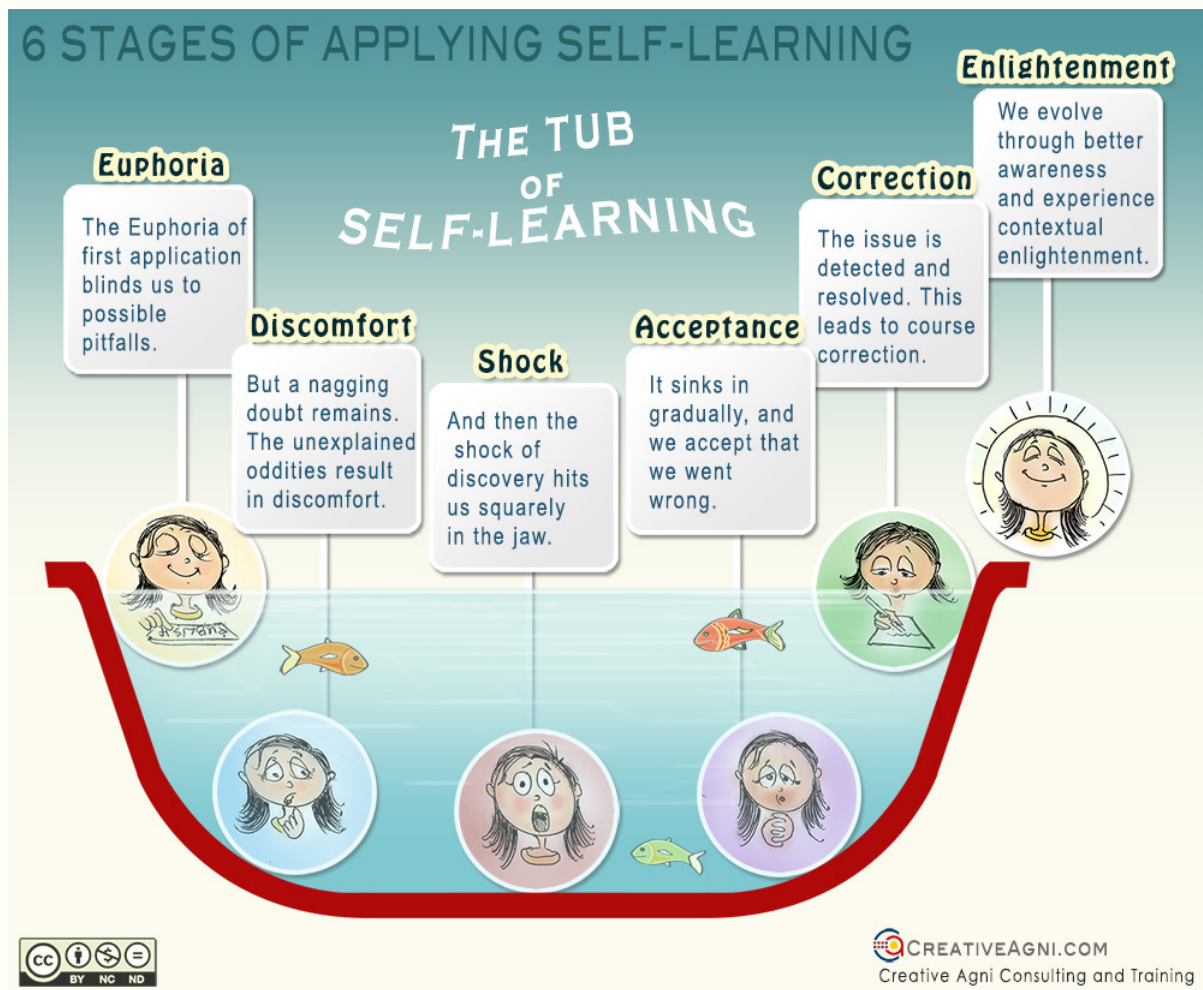 6 STAGES OF APPLYING SELF-LEARNING
THE TUB
OF
SELF-LEARNING
Euphoria
The Euphoria of
first application
blinds us to
possible
pitfalls.
Discomfort
But a nagging
doubt remains.
The unexplained
oddities result
in discomfort.
Shock
And then the
shock of
discovery hits
us squarely
in the jaw.
Acceptance
It sinks in
gradually, and
we accept that
we went
wrong.
Correction
The issue is
detected and
resolved. This
leads to course
correction.
Enlightenment
We evolve
through better
awareness
and experience
contextual
enlightenment.
cc
BY NC ND
CREATIVEAGNI.COM
Creative Agni Consulting and Training